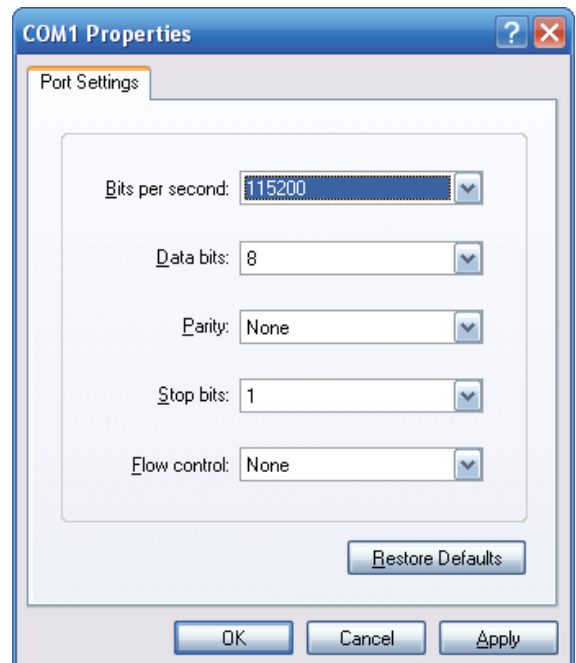 COM1 Properties
Port Settings
Bits per second: 115200
Data bits: 8
Parity: None
Stop bits: 1
Flow control: None
Restore Defaults
OK Cancel Apply